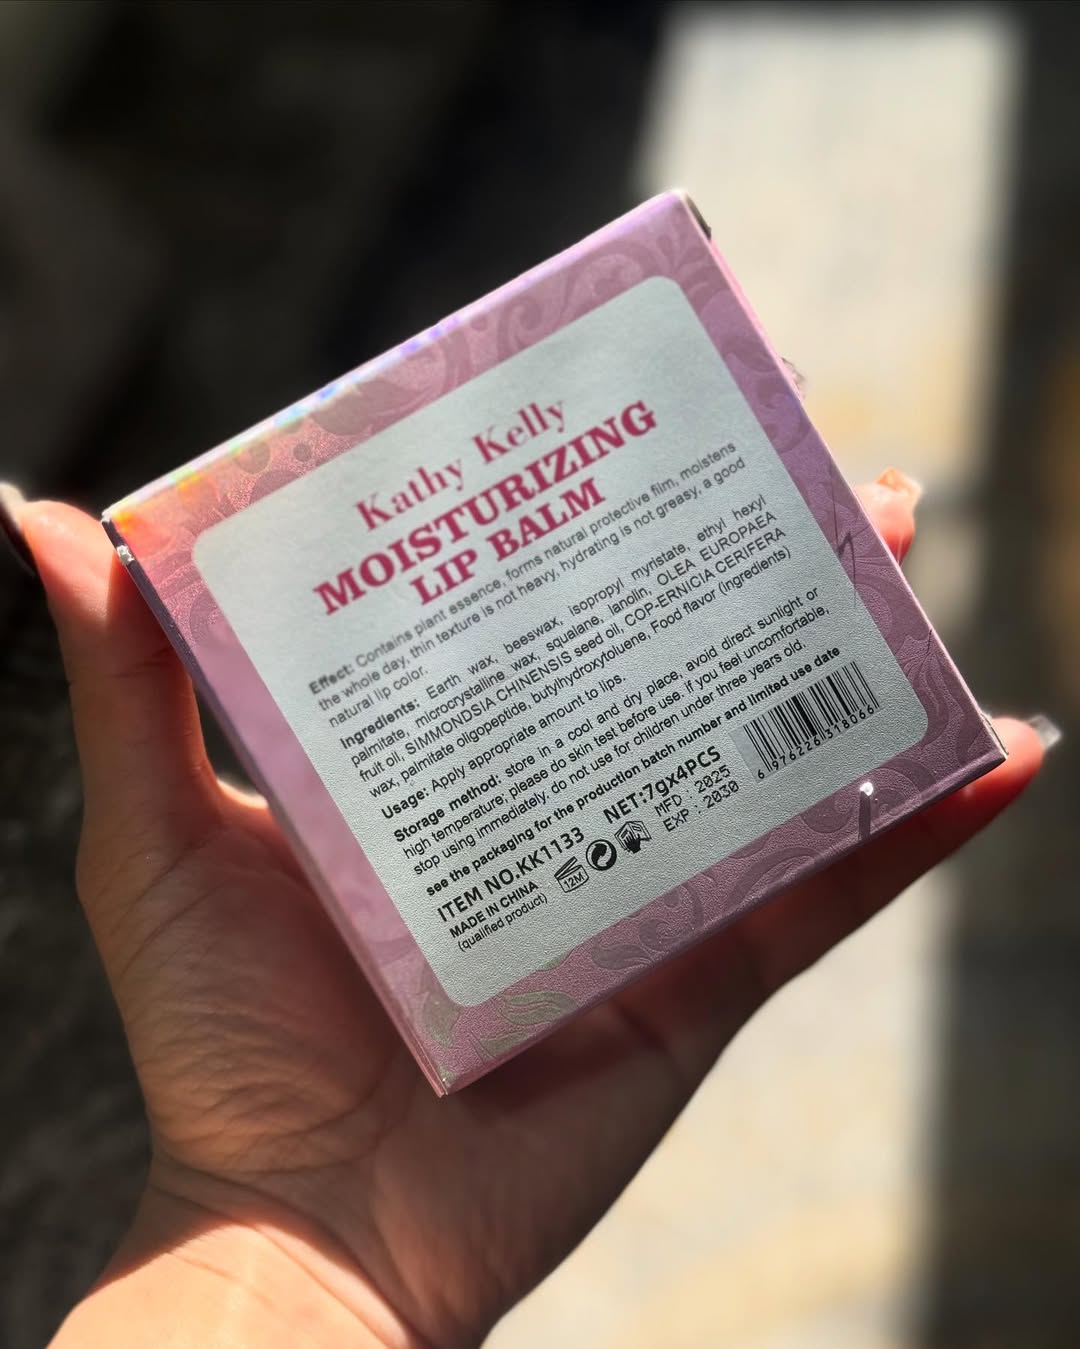 Kathy Kelly
MOISTURIZING
LIP BALM
Effect: Contains plant essence, forms natural protective film, moistens
the whole day, thin texture is not heavy, hydrating is not greasy, a good
natural lip color.
Ingredients: Earth wax, beeswax, isopropyl myristate, ethyl hexyl
palmitate, microcrystalline wax, squalane, lanolin, OLEA EUROPAEA
fruit oil, SIMMONDSIA CHINENSIS seed oil, COP-ERNICIA CERIFERA
wax, palmitate oligopeptide, butylhydroxytoluene, Food flavor (ingredients)
Usage: Apply appropriate amount to lips.
Storage method: store in a cool and dry place, avoid direct sunlight or
high temperature, please do skin test before use. if you feel uncomfortable,
stop using immediately. do not use for children under three years old.
see the packaging for the production batch number and limited use date
ITEM NO.KK1133 NET:7gx4PCS
MADE IN CHINA
(qualified product)
12M
MFD : 2025
EXP : 2030
6 976226 318066